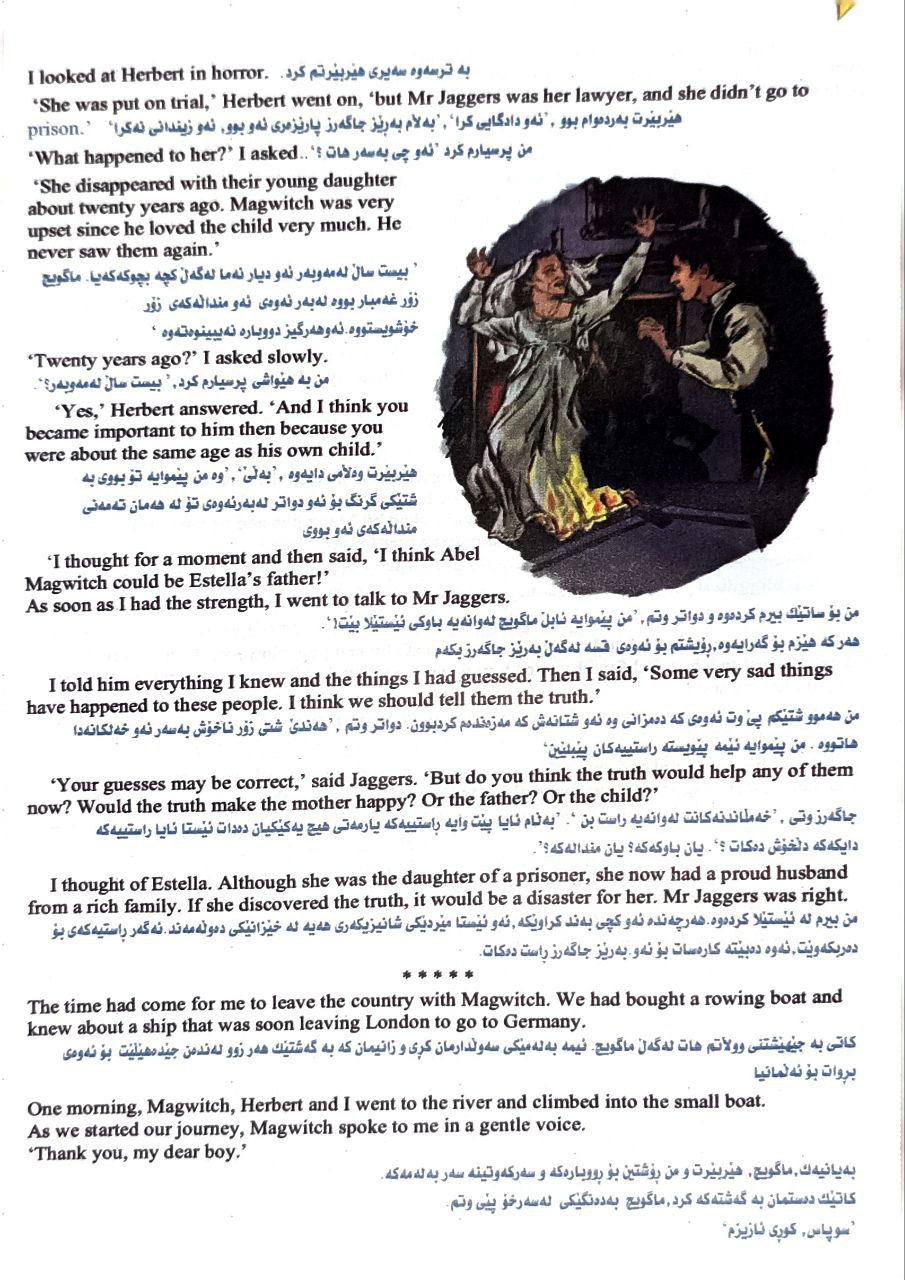 I looked at Herbert in horror. بە ترسەوە سەیری هێربێرتم کرد.
‘She was put on trial,’ Herbert went on, ‘but Mr Jaggers was her lawyer, and she didn’t go to
prison.’ هێربێرت بەردەوام بوو ,’ئەو دادگایی کرا‘,’بەڵام بەڕێز جاگەرز پارێزەری ئەو بوو, ئەو زیندانی نەکرا‘
‘What happened to her?’ I asked.. من پرسیارم کرد ’ئەو چی بەسەر هات ؟‘
‘She disappeared with their young daughter
about twenty years ago. Magwitch was very
upset since he loved the child very much. He
never saw them again.’
’ بیست ساڵ لەمەوبەر ئەو دیار نەما لەگەڵ کچە بچوکەکەیا. ماگویچ
زۆر غەمبار بووە لەبەر ئەوەی ئەو منداڵەکەی زۆر
خۆشویستووە.ئەوهەرگیز دووبارە نەیبینوەتەوە ‘
‘Twenty years ago?’ I asked slowly.
من بە هێواشی پرسیارم کرد,’ بیست ساڵ لەمەوبەر؟‘.
‘Yes,’ Herbert answered. ‘And I think you
became important to him then because you
were about the same age as his own child.’
هێربێرت وەڵامی دایەوە ,’بەڵێ‘,’وە من پێموایە تۆ بووی بە
شتێکی گرنگ بۆ ئەو دواتر لەبەرئەوەی تۆ لە هەمان تەمەنی
منداڵەکەی ئەو بووی
‘I thought for a moment and then said, ‘I think Abel
Magwitch could be Estella’s father!’
As soon as I had the strength, I went to talk to Mr Jaggers.
من بۆ ساتێك بیرم کردەوە و دواتر وتم ,’من پێموایە ئابڵ ماگویچ لەوانەیە باوکی ئێستێلا بێت!‘.
هەر کە هێزم بۆ گەڕایەوە,ڕۆیشتم بۆ ئەوەی قسە لەگەڵ بەڕێز جاگەرز بکەم
I told him everything I knew and the things I had guessed. Then I said, ‘Some very sad things
have happened to these people. I think we should tell them the truth.’
من هەموو شتێکم پێ وت ئەوەی کە دەمزانی وە ئەو شتانەش کە مەزەندەم کردبوون. دواتر وتم ,’هەندێ شتی زۆر ناخۆش بەسەر ئەو خەلکانەدا
هاتووە . من پێموایە ئێمە پێویستە راستییەکان پێبلێین‘
‘Your guesses may be correct,’ said Jaggers. ‘But do you think the truth would help any of them
now? Would the truth make the mother happy? Or the father? Or the child?’
جاگەرز وتی ,’خەمڵاندنەکانت لەوانەیە راست بن ‘. ’بەڵام ئایا پێت وایە ڕاستییەکە یارمەتی هیچ یەکێکیان دەدات ئێستا ئایا راستییەکە
دایکەکە دڵخۆش دەکات ؟‘. یان باوکەکە؟ یان منداڵەکە؟‘.
I thought of Estella. Although she was the daughter of a prisoner, she now had a proud husband
from a rich family. If she discovered the truth, it would be a disaster for her. Mr Jaggers was right.
من بیرم لە ئێستێلا کردەوە. هەرچەندە ئەو کچی بەند کراوێکە,ئەو ئێستا مێردێکی شانیزیکەری هەیە لە خێزانێکی دەوڵەمەند.ئەگەر ڕاستیەکەی بۆ
دەربکەوێت,ئەوە دەبێتە کارەسات بۆ ئەو.بەڕێز جاگەرز ڕاست دەکات.
* * * * *
The time had come for me to leave the country with Magwitch. We had bought a rowing boat and
knew about a ship that was soon leaving London to go to Germany.
کاتی بە جێهێشتنی ووڵاتم هات لەگەڵ ماگویچ. ئیمە بەلەمێکی سەوڵدارمان کڕی و زانیمان کە بە گەشتێك هەر زوو لەندەن جێدەهێڵێت بۆ ئەوەی
بڕوات بۆ ئەڵمانیا
One morning, Magwitch, Herbert and I went to the river and climbed into the small boat.
As we started our journey, Magwitch spoke to me in a gentle voice.
‘Thank you, my dear boy.’
بەیانیەك,ماگویچ, هێربێرت و من ڕۆشتین بۆ ڕووبارەکە و سەرکەوتینە سەر بەلەمەکە.
کاتێك دەستمان بە گەشتەکە کرد,ماگویچ بەدەنگێکی لەسەرخۆ پێی وتم.
’سوپاس, کوڕی ئازیزم‘